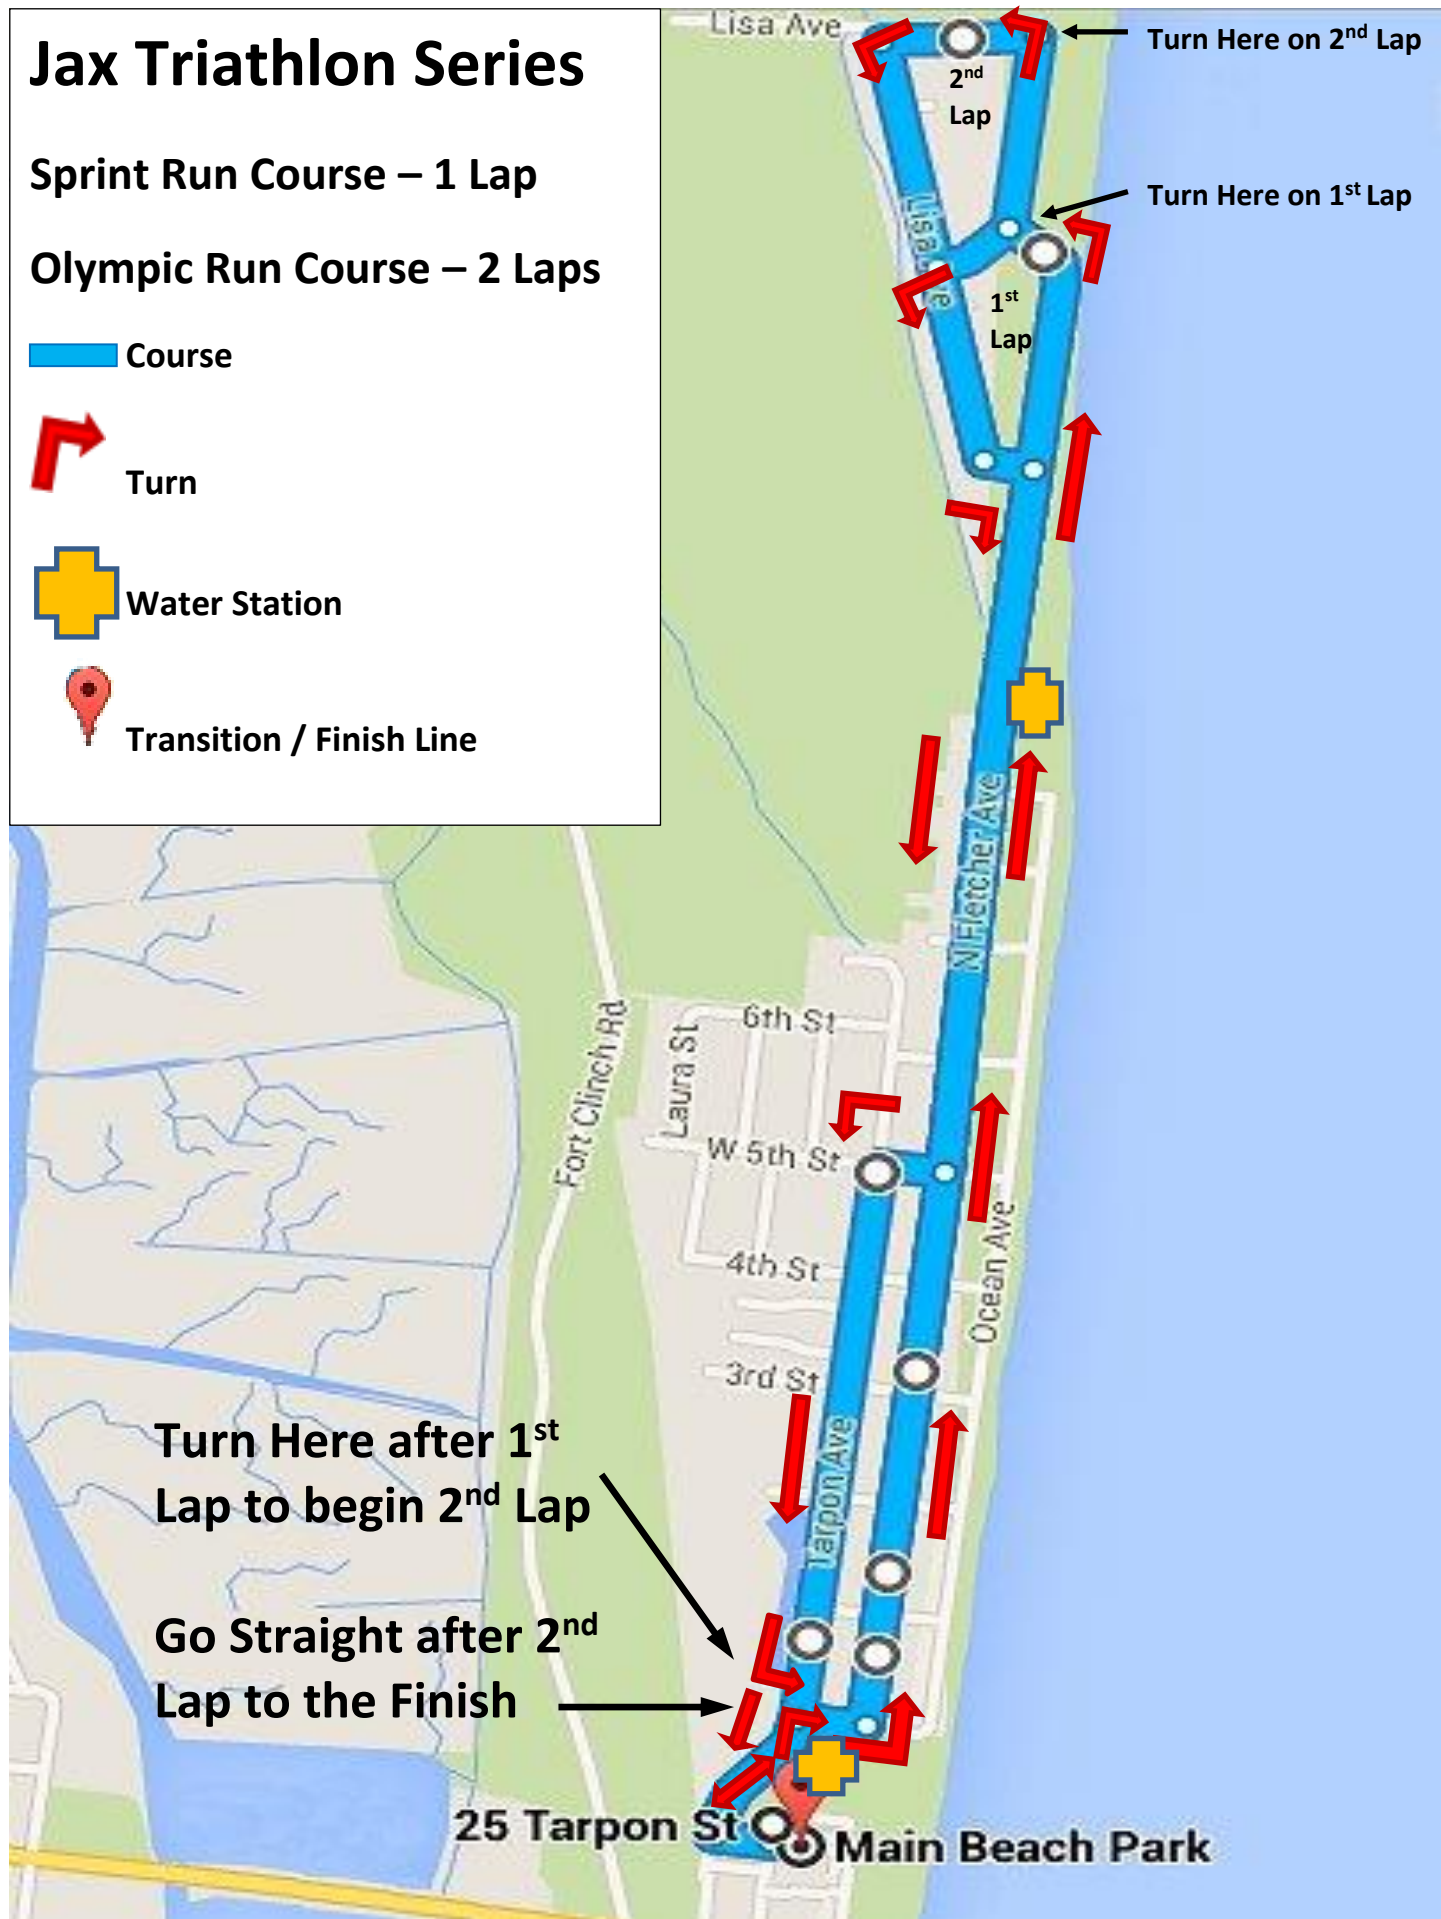 Jax Triathlon Series
Sprint Run Course – 1 Lap
Olympic Run Course – 2 Laps
Course
Turn
Water Station
Transition / Finish Line
Lisa Ave
Turn Here on 2nd Lap
2nd
Lap
Turn Here on 1st Lap
Lisa Ave
1st
Lap
N Fletcher Ave
6th St
Laura St
Fort Clinch Rd
W 5th St
4th St
Ocean Ave
3rd St
Tarpon Ave
Turn Here after 1st
Lap to begin 2nd Lap
Go Straight after 2nd
Lap to the Finish
25 Tarpon St
Main Beach Park